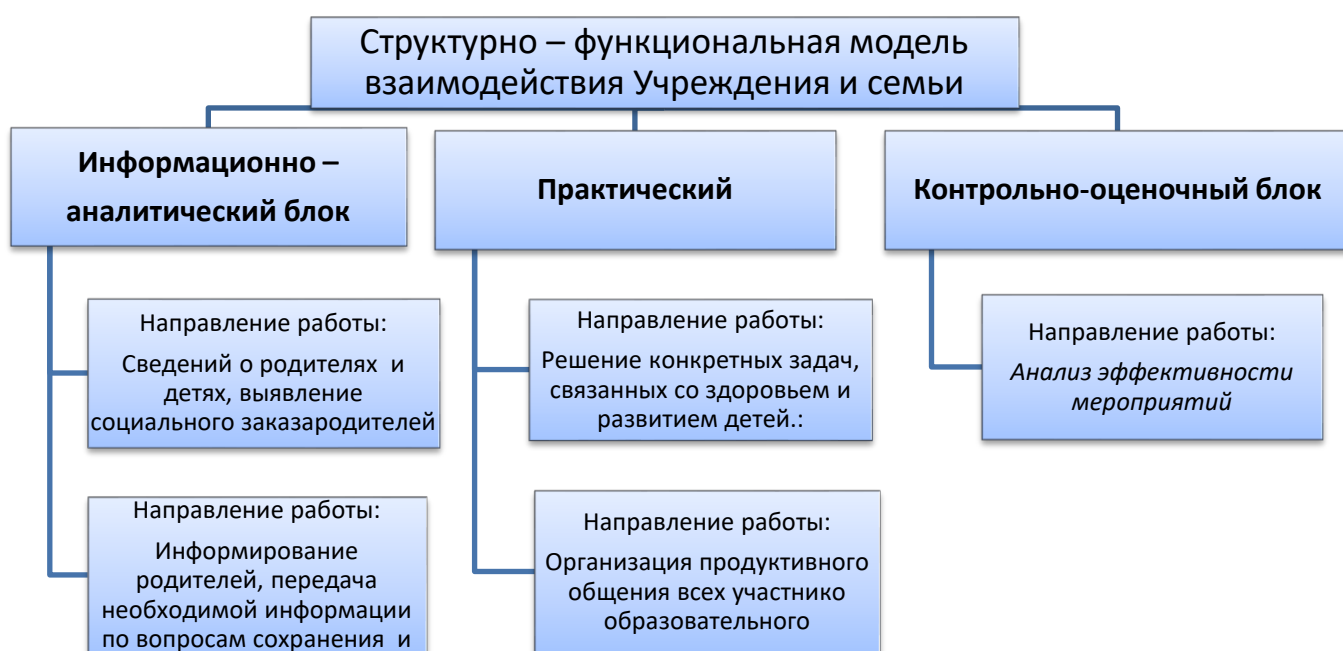 Структурно – функциональная модель
взаимодействия Учреждения и семьи
Информационно –
аналитический блок
Практический
Контрольно-оценочный блок
Направление работы:
Сведений о родителях и
детях, выявление
социального заказародителей
Направление работы:
Решение конкретных задач,
связанных со здоровьем и
развитием детей.:
Направление работы:
Анализ эффективности
мероприятий
Направление работы:
Информирование
родителей, передача
необходимой информации
по вопросам сохранения и
Направление работы:
Организация продуктивного
общения всех участнико
образовательного